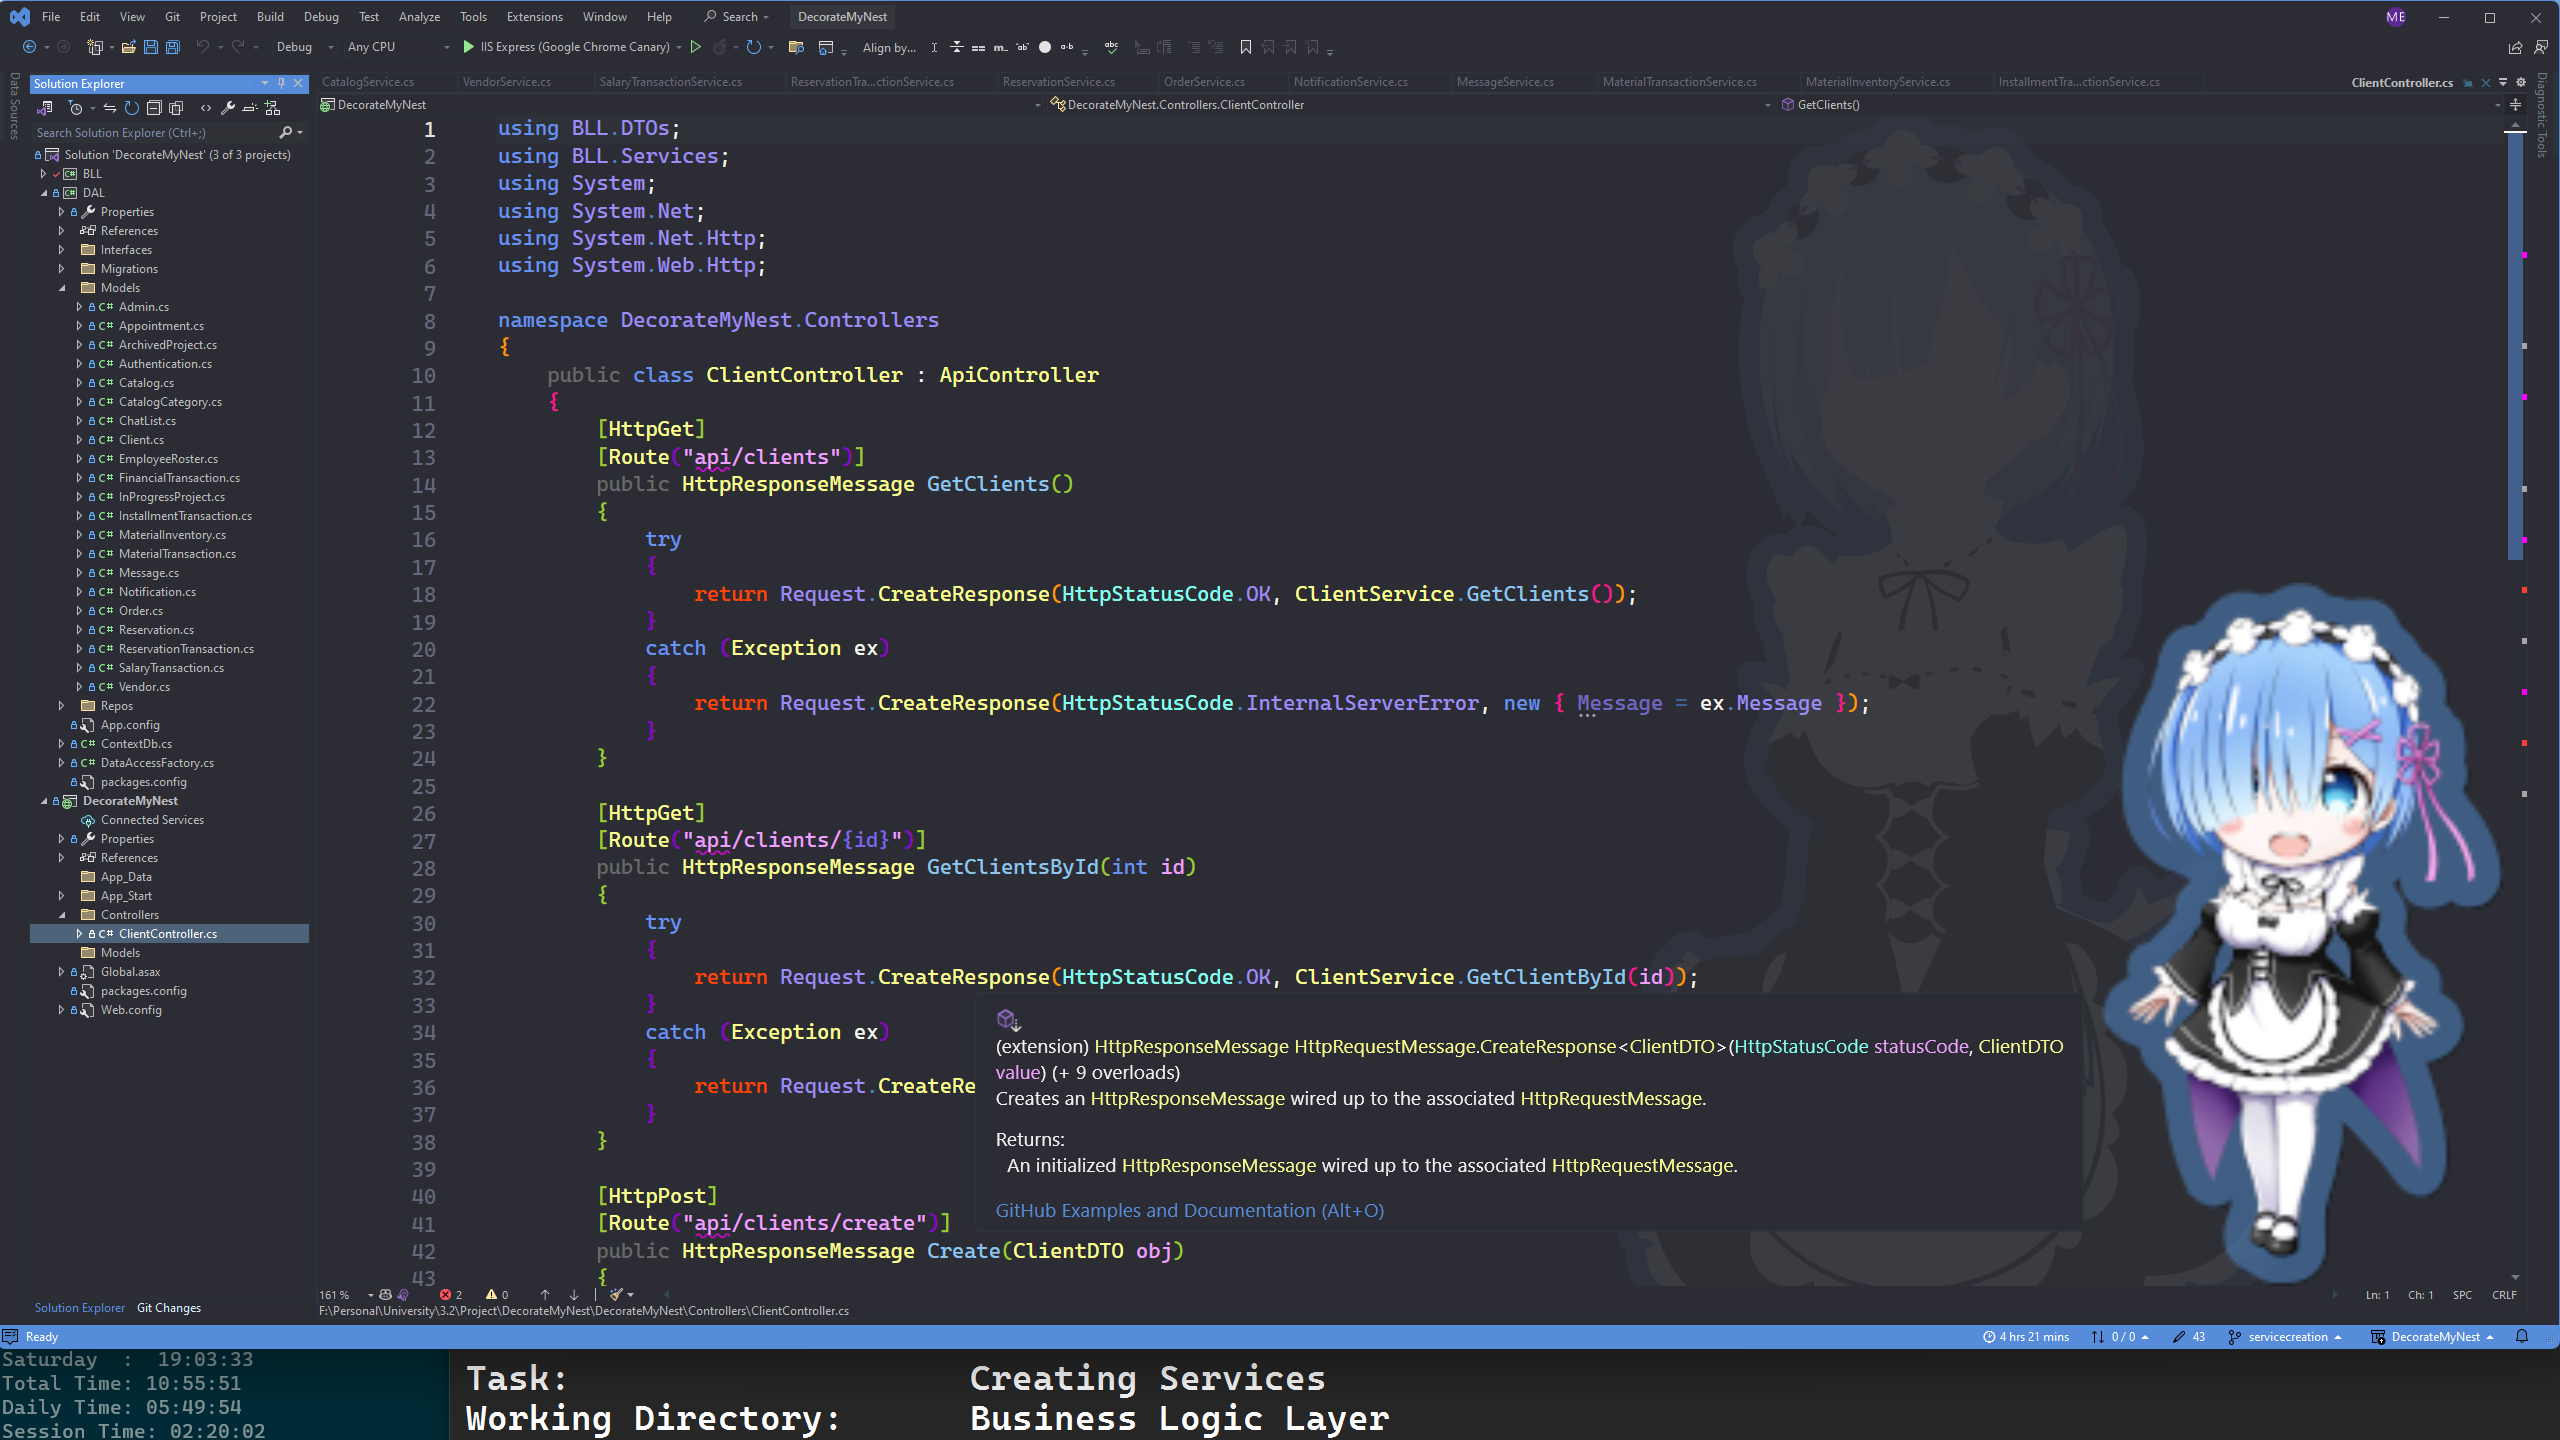 File Edit View Git Project Build Debug Test Analyze Tools Extensions Window Help Search DecorateMyNest ME
Debug Any CPU IIS Express (Google Chrome Canary) Align by...
Data Sources
Solution Explorer
Search Solution Explorer (Ctrl+;)
Solution 'DecorateMyNest' (3 of 3 projects)
BLL
DAL
Properties
References
Interfaces
Migrations
Models
Admin.cs
Appointment.cs
ArchivedProject.cs
Authentication.cs
Catalog.cs
CatalogCategory.cs
ChatList.cs
Client.cs
EmployeeRoster.cs
FinancialTransaction.cs
InProgressProject.cs
InstallmentTransaction.cs
MaterialInventory.cs
MaterialTransaction.cs
Message.cs
Notification.cs
Order.cs
Reservation.cs
ReservationTransaction.cs
SalaryTransaction.cs
Vendor.cs
Repos
App.config
ContextDb.cs
DataAccessFactory.cs
packages.config
DecorateMyNest
Connected Services
Properties
References
App_Data
App_Start
Controllers
ClientController.cs
Models
Global.asax
packages.config
Web.config
Solution Explorer Git Changes
CatalogService.cs VendorService.cs SalaryTransactionService.cs ReservationTra...ctionService.cs ReservationService.cs OrderService.cs NotificationService.cs MessageService.cs MaterialTransactionService.cs MaterialInventoryService.cs InstallmentTra...ctionService.cs ClientController.cs
DecorateMyNest DecorateMyNest.Controllers.ClientController GetClients()
Diagnostic Tools
1 using BLL.DTOs;
2 using BLL.Services;
3 using System;
4 using System.Net;
5 using System.Net.Http;
6 using System.Web.Http;
7
8 namespace DecorateMyNest.Controllers
9 {
10 public class ClientController : ApiController
11 {
12 [HttpGet]
13 [Route("api/clients")]
14 public HttpResponseMessage GetClients()
15 {
16 try
17 {
18 return Request.CreateResponse(HttpStatusCode.OK, ClientService.GetClients());
19 }
20 catch (Exception ex)
21 {
22 return Request.CreateResponse(HttpStatusCode.InternalServerError, new { Message = ex.Message });
23 }
24 }
25
26 [HttpGet]
27 [Route("api/clients/{id}")]
28 public HttpResponseMessage GetClientsById(int id)
29 {
30 try
31 {
32 return Request.CreateResponse(HttpStatusCode.OK, ClientService.GetClientById(id));
33 }
34 catch (Exception ex)
35 {
36 return Request.CreateRe
37 }
38 }
39
40 [HttpPost]
41 [Route("api/clients/create")]
42 public HttpResponseMessage Create(ClientDTO obj)
43 {
(extension) HttpResponseMessage HttpRequestMessage.CreateResponse<ClientDTO>(HttpStatusCode statusCode, ClientDTO
value) (+ 9 overloads)
Creates an HttpResponseMessage wired up to the associated HttpRequestMessage.
Returns:
An initialized HttpResponseMessage wired up to the associated HttpRequestMessage.
GitHub Examples and Documentation (Alt+O)
161 % 2 0 Ln: 1 Ch: 1 SPC CRLF
F:\Personal\University\3.2\Project\DecorateMyNest\DecorateMyNest\Controllers\ClientController.cs
Ready 4 hrs 21 mins 0 / 0 43 servicecreation DecorateMyNest
Saturday : 19:03:33
Total Time: 10:55:51
Daily Time: 05:49:54
Session Time: 02:20:02
Task: Creating Services
Working Directory: Business Logic Layer